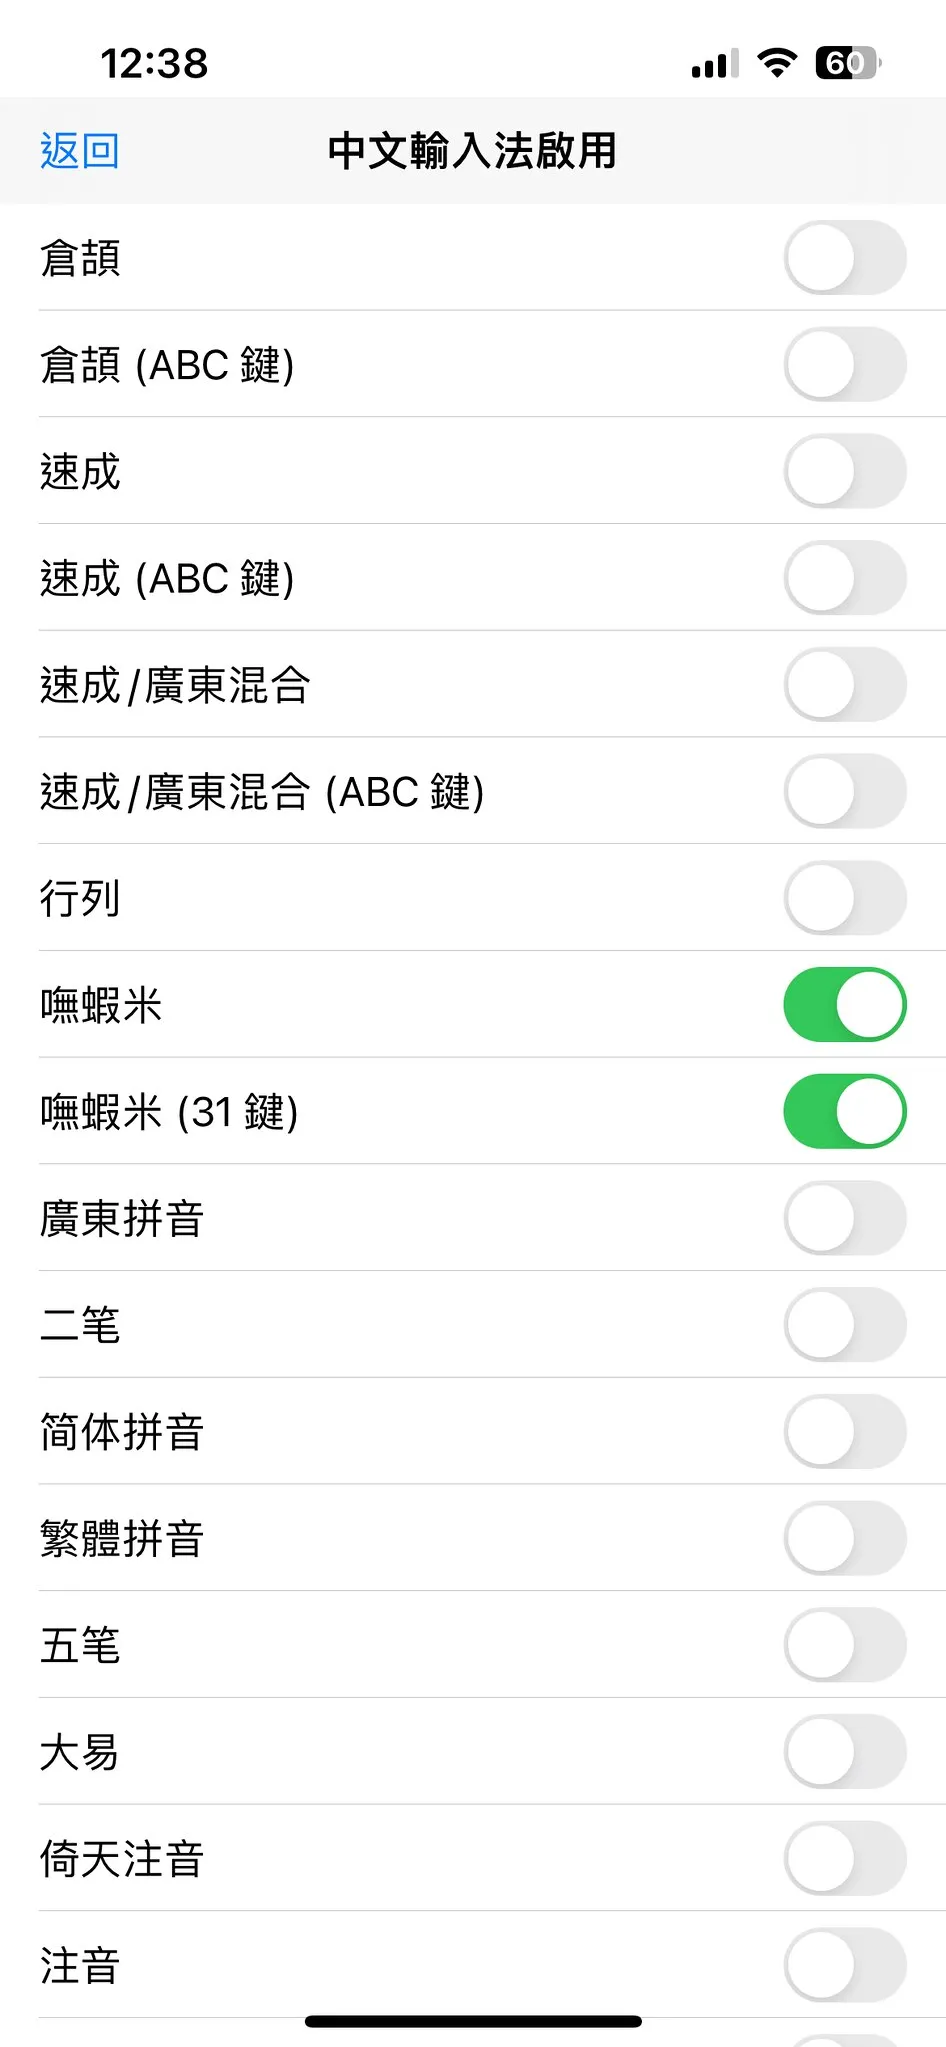 12:38
60
返回
中文輸入法啟用
倉頡
倉頡 (ABC 鍵)
速成
速成 (ABC 鍵)
速成/廣東混合
速成/廣東混合 (ABC 鍵)
行列
嘸蝦米
嘸蝦米 (31 鍵)
廣東拼音
二笔
简体拼音
繁體拼音
五笔
大易
倚天注音
注音